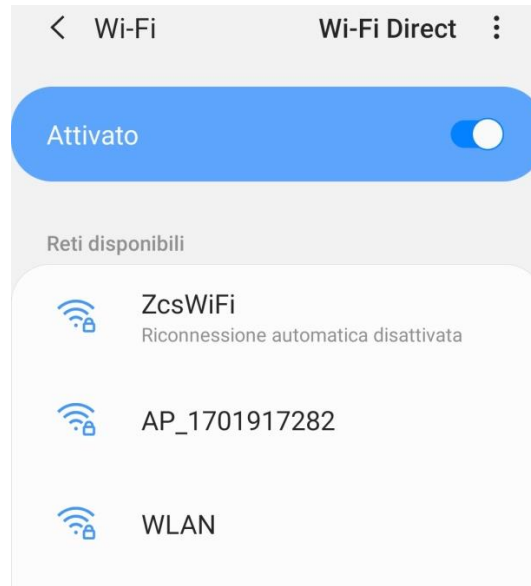 Wi-Fi Wi-Fi Direct
Attivato
Reti disponibili
ZcsWiFi
Riconnessione automatica disattivata
AP_1701917282
WLAN